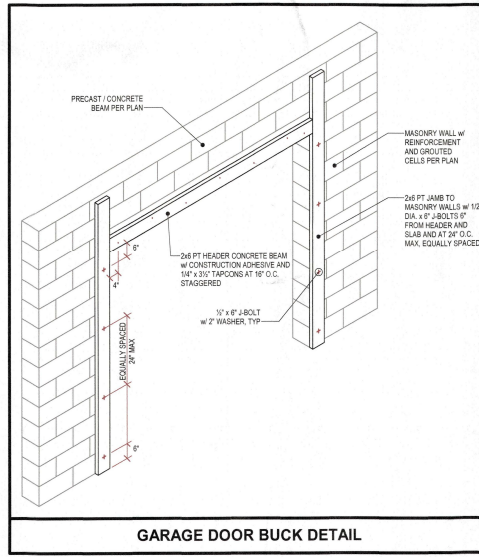 PRECAST / CONCRETE
BEAM PER PLAN
MASONRY WALL w/
REINFORCEMENT
AND GROUTED
CELLS PER PLAN
2x6 PT JAMB TO
MASONRY WALLS w/ 1/2
DIA. x 6" J-BOLTS 6"
FROM HEADER AND
SLAB AND AT 24" O.C.
MAX, EQUALLY SPACED
6"
4"
2x6 PT HEADER CONCRETE BEAM
w/ CONSTRUCTION ADHESIVE AND
1/4" x 3½" TAPCONS AT 16" O.C.
STAGGERED
½" x 6" J-BOLT
w/ 2" WASHER, TYP
EQUALLY SPACED
24" MAX
6"
GARAGE DOOR BUCK DETAIL